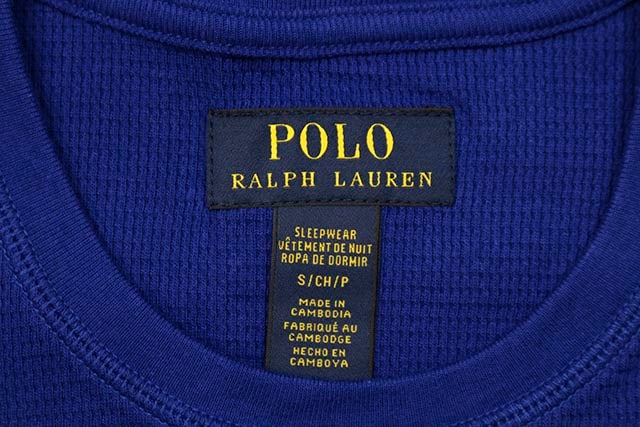 POLO
RALPH LAUREN
SLEEPWEAR
VÊTEMENT DE NUIT
ROPA DE DORMIR
S/CH/P
MADE IN
CAMBODIA
FABRIQUÉ AU
CAMBODGE
HECHO EN
CAMBOYA